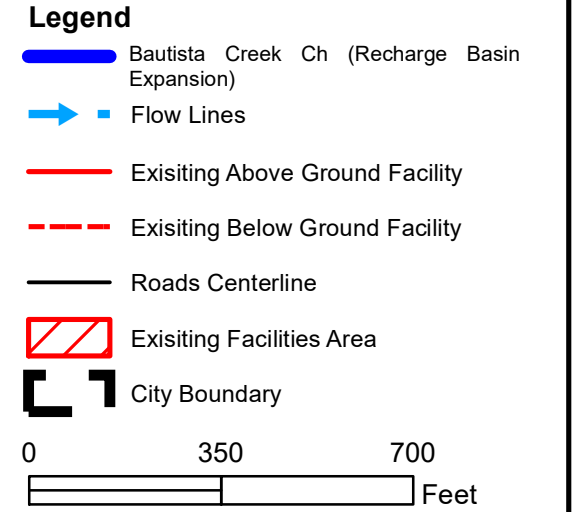 Legend
Bautista Creek Ch (Recharge Basin
Expansion)
Flow Lines
Exisiting Above Ground Facility
Exisiting Below Ground Facility
Roads Centerline
Exisiting Facilities Area
City Boundary
0 350 700
Feet